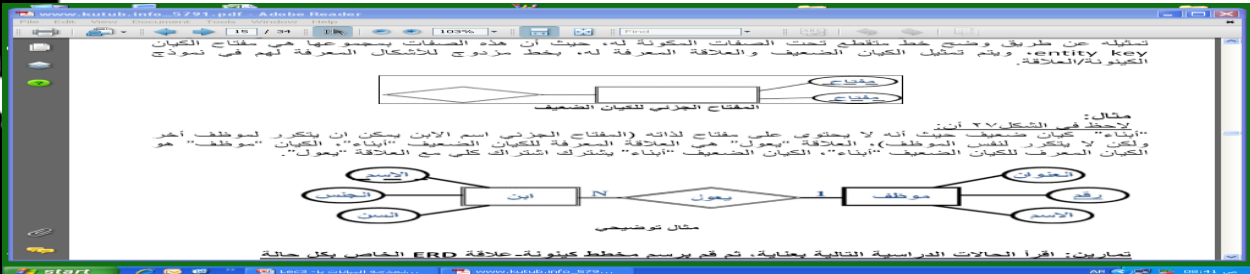 www.kutub.info_5791.pdf - Adobe Reader
File Edit View Document Tools Window Help
15 / 34 103% Find
تمثيله عن طريق وضع خط متقطع تحت الصفات المكونة له، حيث أن هذه الصفات بمجموعها هي مفتاح الكيان
entity key، ويتم تمثيل الكيان الضعيف والعلاقة المعرفة له، بخط مزدوج للأشكال المعرفة لهم في نموذج
الكينونة/العلاقة.
مفتاح
مفتاح
المفتاح الجزئي للكيان الضعيف
مثال:
لاحظ في الشكل٢٧ أن:
"أبناء" كيان ضعيف حيث أنه لا يحتوى على مفتاح لذاته (المفتاح الجزئي اسم الابن يمكن ان يتكرر لموظف أخر
ولكن لا يتكرر لنفس الموظف)، العلاقة "يعول" هي العلاقة المعرفة للكيان الضعيف "أبناء"، الكيان "موظف" هو
الكيان المعرف للكيان الضعيف "أبناء"، الكيان الضعيف "أبناء" يشترك اشتراك كلي مع العلاقة "يعول".
العنوان
رقم
الاسم
موظف
1
يعول
N
ابن
الاسم
الجنس
السن
مثال توضيحي
تمارين: اقرأ الحالات الدراسية التالية بعناية، ثم قم برسم مخطط كينونة-علاقة ERD الخاص بكل حالة
start
www.kutub.info_579...
AR